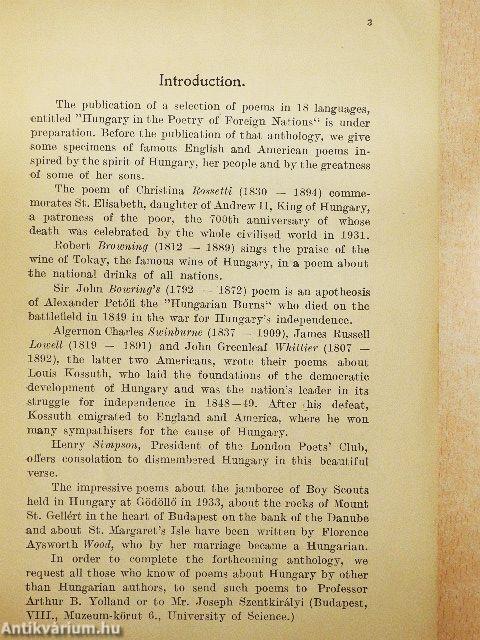 3
Introduction.
The publication of a selection of poems in 18 languages,
entitled "Hungary in the Poetry of Foreign Nations“ is under
preparation. Before the publication of that anthology, we give
some specimens of famous English and American poems in-
spired by the spirit of Hungary, her people and by the greatness
of some of her sons.
The poem of Christina Rossetti (1830 — 1894) comme-
morates St. Elisabeth, daughter of Andrew II, King of Hungary,
a patroness of the poor, the 700th anniversary of whose
death was celebrated by the whole civilised world in 1931.
Robert Browning (1812 — 1889) sings the praise of the
wine of Tokay, the famous wine of Hungary, in a poem about
the national drinks of all nations.
Sir John Bowring's (1792 — 1872) poem is an apotheosis
of Alexander Petőfi the "Hungarian Burns“ who died on the
battlefield in 1849 in the war for Hungary's independence.
Algernon Charles Swinburne (1837 — 1909), James Russell
Lowell (1819 — 1891) and John Greenleaf Whittier (1807 —
1892), the latter two Americans, wrote their poems about
Louis Kossuth, who laid the foundations of the democratic
development of Hungary and was the nation's leader in its
struggle for independence in 1848—49. After his defeat,
Kossuth emigrated to England and America, where he won
many sympathisers for the cause of Hungary.
Henry Simpson, President of the London Poets' Club,
offers consolation to dismembered Hungary in this beautiful
verse.
The impressive poems about the jamboree of Boy Scouts
held in Hungary at Gödöllő in 1933, about the rocks of Mount
St. Gellért in the heart of Budapest on the bank of the Danube
and about St. Margaret's Isle have been written by Florence
Aysworth Wood, who by her marriage became a Hungarian.
In order to complete the forthcoming anthology, we
request all those who know of poems about Hungary by other
than Hungarian authors, to send such poems to Professor
Arthur B. Yolland or to Mr. Joseph Szentkirályi (Budapest,
VIII., Muzeum-körut 6., University of Science.)
Antikvárium.hu